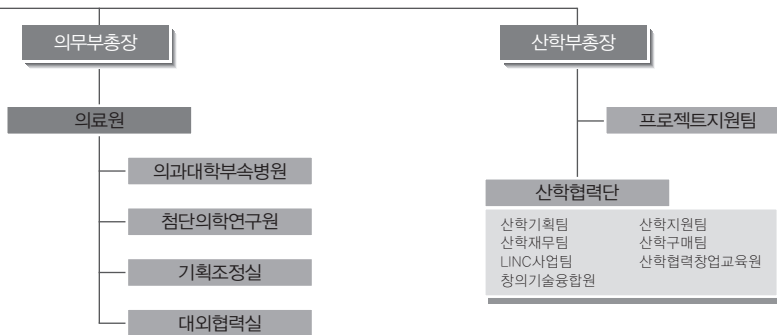 의무부총장
산학부총장
의료원
프로젝트지원팀
의과대학부속병원
첨단의학연구원
기획조정실
대외협력실
산학협력단
산학기획팀 산학지원팀
산학재무팀 산학구매팀
LINC사업팀 산학협력창업교육원
창의기술융합원